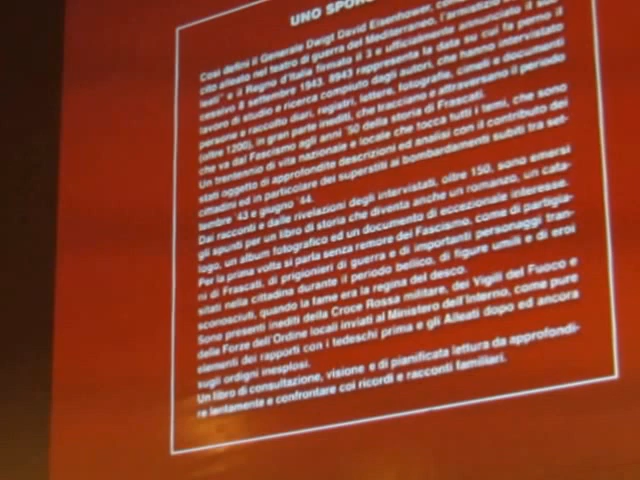 UNO SPOR
Così definì il Generale Dwigt David Eisenhower,
cito alleato nel teatro di guerra del Mediterraneo, l'armistizio
leati" e il Regno d'Italia firmato il 3 e ufficialmente annunciato il
cessivo 8 settembre 1943. 8943 rappresenta la data su cui fa perno il
lavoro di studio e ricerca compiuto dagli autori, che hanno intervistato
persone e raccolto diari, registri, lettere, fotografie, cimeli e documenti
(oltre 1200), in gran parte inediti, che tracciano e attraversano il periodo
che va dal Fascismo agli anni '50 della storia di Frascati.
Un trentennio di vita nazionale e locale che tocca tutti i temi, che sono
stati oggetto di approfondite descrizioni ed analisi con il contributo dei
cittadini ed in particolare dei superstiti ai bombardamenti subiti tra set-
tembre '43 e giugno '44.
Dai racconti e dalle rivelazioni degli intervistati, oltre 150, sono emersi
gli spunti per un libro di storia che diventa anche un romanzo, un cata-
logo, un album fotografico ed un documento di eccezionale interesse.
Per la prima volta si parla senza remore del Fascismo, come di partigia-
ni di Frascati, di prigionieri di guerra e di importanti personaggi tran-
sitati nella cittadina durante il periodo bellico, di figure umili e di eroi
sconosciuti, quando la fame era la regina del desco.
Sono presenti inediti della Croce Rossa militare, dei Vigili del Fuoco e
delle Forze dell'Ordine locali inviati al Ministero dell'Interno, come pure
elementi dei rapporti con i tedeschi prima e gli Alleati dopo ed ancora
sugli ordigni inesplosi.
Un libro di consultazione, visione e di pianificata lettura da approfondi-
re lentamente e confrontare coi ricordi e racconti familiari.